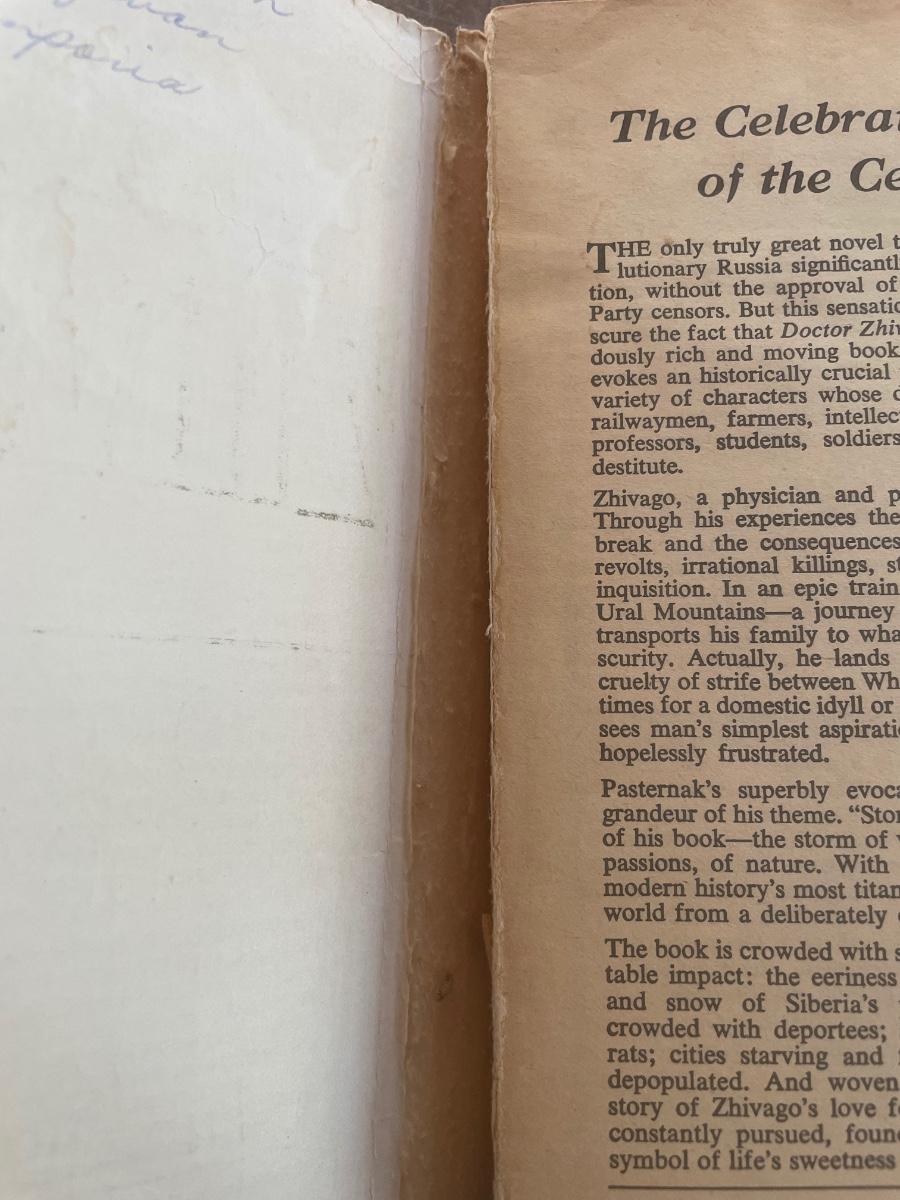 mporia
The Celebra
of the Ce
THE only truly great novel t
lutionary Russia significantl
tion, without the approval of
Party censors. But this sensatio
scure the fact that Doctor Zhiv
dously rich and moving book
evokes an historically crucial
variety of characters whose d
railwaymen, farmers, intellec
professors, students, soldiers
destitute.
Zhivago, a physician and p
Through his experiences the
break and the consequences
revolts, irrational killings, st
inquisition. In an epic train
Ural Mountains—a journey
transports his family to wha
scurity. Actually, he lands
cruelty of strife between Wh
times for a domestic idyll or
sees man's simplest aspiratio
hopelessly frustrated.
Pasternak's superbly evoca
grandeur of his theme. “Stor
of his book—the storm of
passions, of nature. With
modern history's most titan
world from a deliberately
The book is crowded with s
table impact: the eeriness
and snow of Siberia's
crowded with deportees;
rats; cities starving and
depopulated. And woven
story of Zhivago's love f
constantly pursued, foun
symbol of life's sweetness